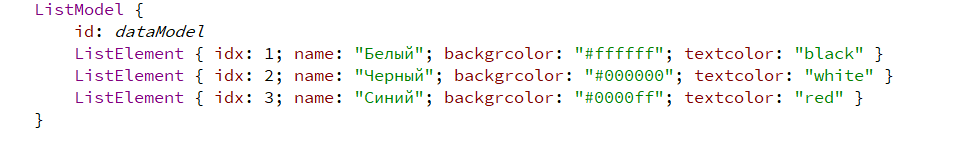 ListModel {
id: dataModel
ListElement { idx: 1; name: "Белый"; backgrcolor: "#ffffff"; textcolor: "black" }
ListElement { idx: 2; name: "Черный"; backgrcolor: "#000000"; textcolor: "white" }
ListElement { idx: 3; name: "Синий"; backgrcolor: "#0000ff"; textcolor: "red" }
}